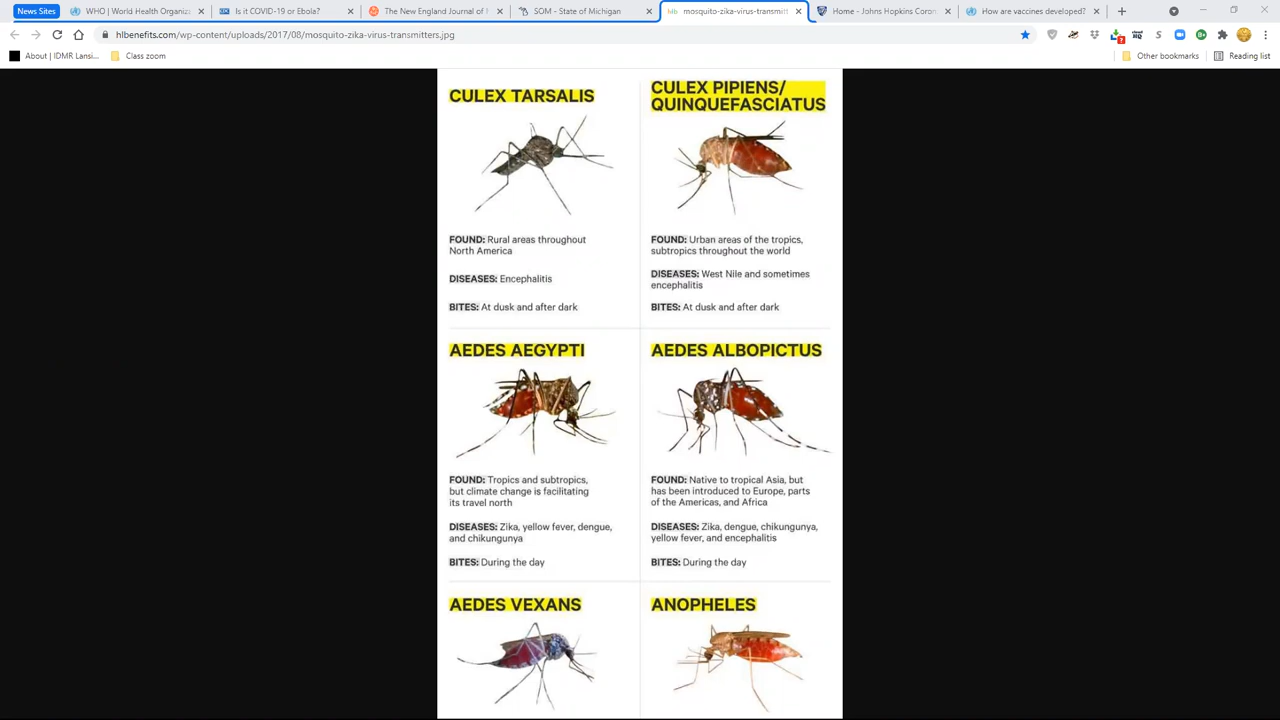 News Sites
WHO | World Health Organiz
Is it COVID-19 or Ebola?
The New England Journal of
SOM - State of Michigan
mosquito-zika-virus-transmitt
Home - Johns Hopkins Coron
How are vaccines developed?
hlbenefits.com/wp-content/uploads/2017/08/mosquito-zika-virus-transmitters.jpg
About | IDMR Lansi...
Class zoom
Other bookmarks
Reading list
CULEX TARSALIS
FOUND: Rural areas throughout
North America
DISEASES: Encephalitis
BITES: At dusk and after dark
CULEX PIPIENS/
QUINQUEFASCIATUS
FOUND: Urban areas of the tropics,
subtropics throughout the world
DISEASES: West Nile and sometimes
encephalitis
BITES: At dusk and after dark
AEDES AEGYPTI
FOUND: Tropics and subtropics,
but climate change is facilitating
its travel north
DISEASES: Zika, yellow fever, dengue,
and chikungunya
BITES: During the day
AEDES ALBOPICTUS
FOUND: Native to tropical Asia, but
has been introduced to Europe, parts
of the Americas, and Africa
DISEASES: Zika, dengue, chikungunya,
yellow fever, and encephalitis
BITES: During the day
AEDES VEXANS
ANOPHELES